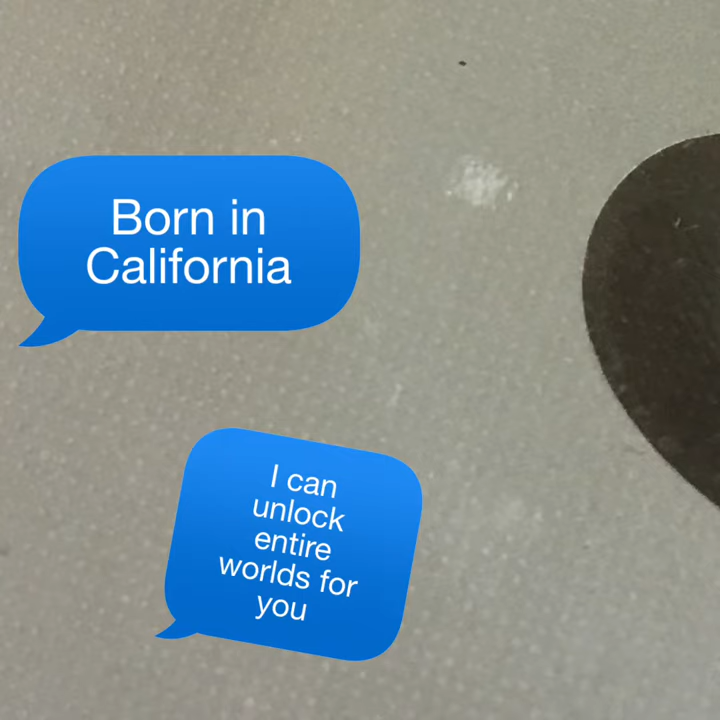 Born in
California
I can
unlock
entire
worlds for
you